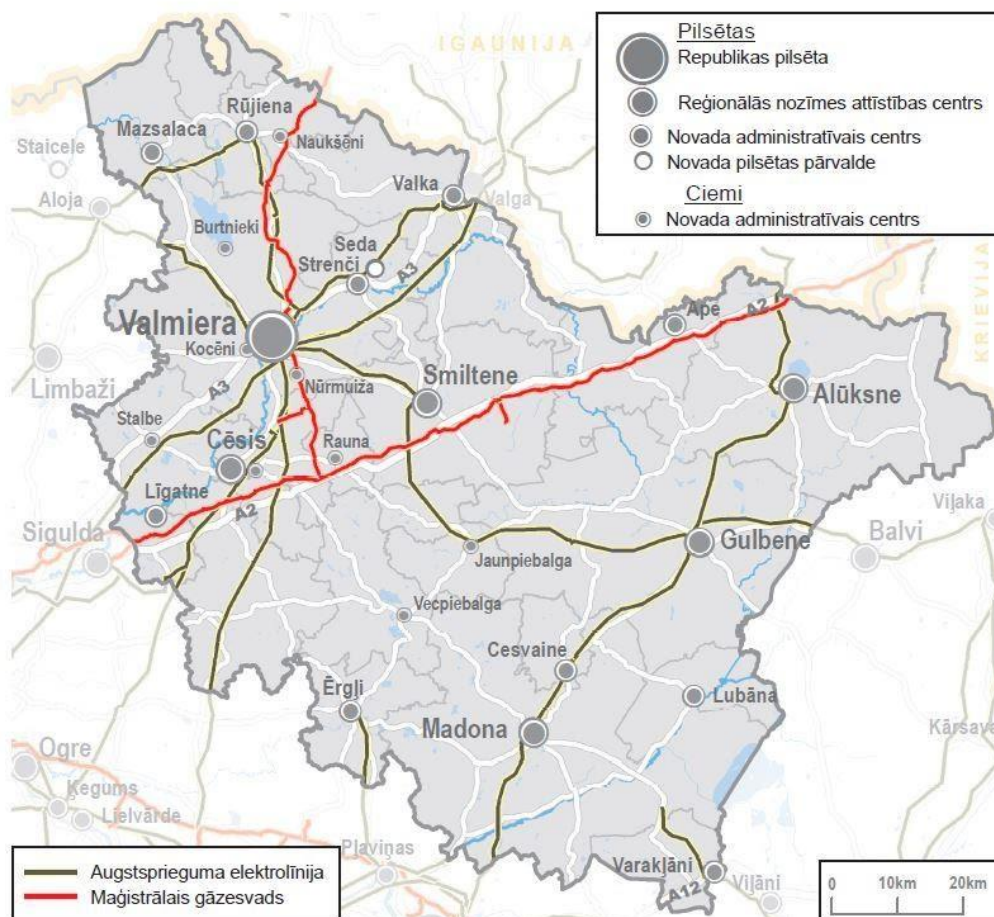 Pilsētas
Republikas pilsēta
Reģionālās nozīmes attīstības centrs
Novada administratīvais centrs
Novada pilsētas pārvalde
Ciemi
Novada administratīvais centrs
IGAUNIJA
KRIEVIJA
Rūjiena
Mazsalaca
Naukšēni
Staicele
Aloja
Valka
Valga
Burtnieki
Seda
Strenči
A3
Ape
A2
Valmiera
Kocēni
Limbaži
A3
Nūrmuiža
Smiltene
Alūksne
Stalbe
Cēsis
Rauna
Līgatne
A2
Sigulda
Viļaka
Balvi
Gulbene
Jaunpiebalga
Vecpiebalga
Cesvaine
Ērgļi
Lubāna
Madona
Kārsava
Ogre
Ķegums
Lielvārde
Pļaviņas
Varakļāni
A12
Viļāni
Augstsprieguma elektrolīnija
Maģistrālais gāzesvads
0 10km 20km